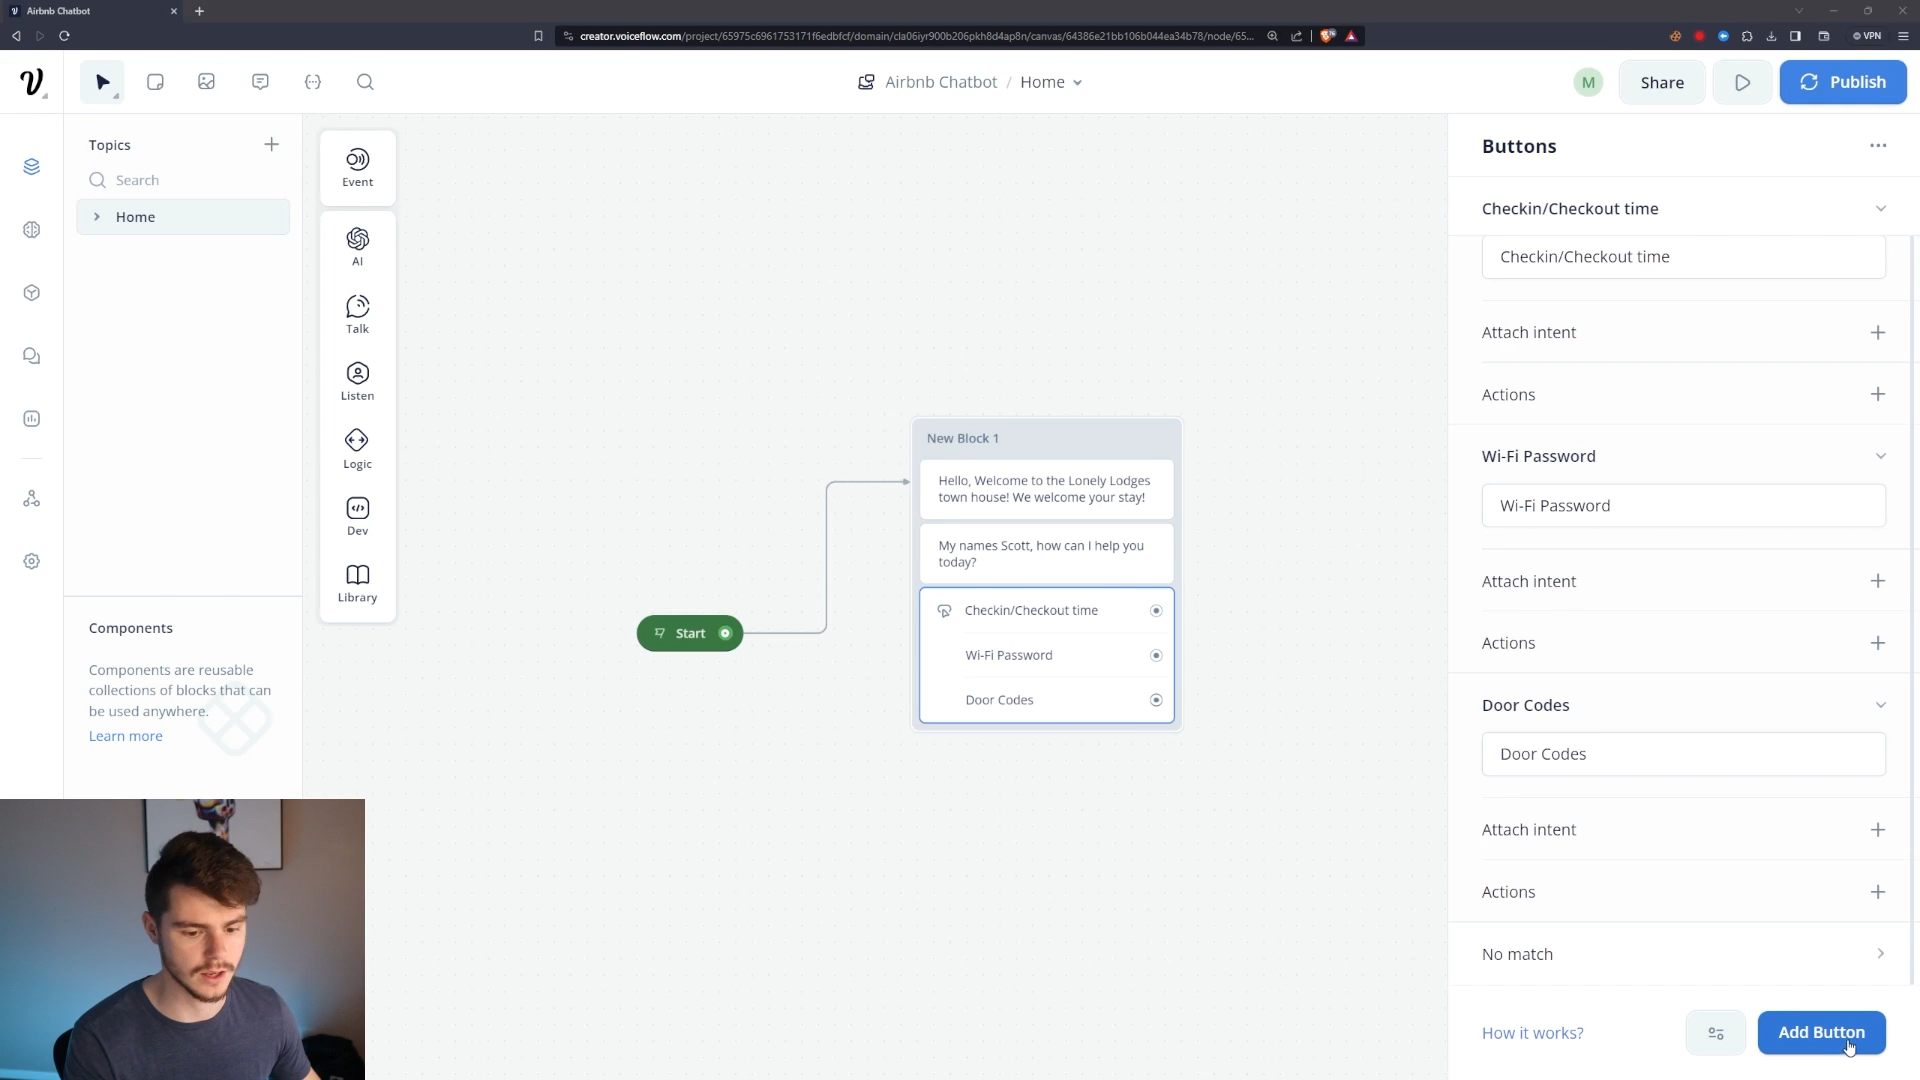 Airbnb Chatbot
creator.voiceflow.com/project/65975c6961753171f6edbfcf/domain/cla06iyr900b206pkh8d4ap8n/canvas/64386e21bb106b044ea34b78/node/65...
VPN
Airbnb Chatbot / Home
M
Share
Publish
Topics
Search
Home
Event
AI
Talk
Listen
Logic
Dev
Library
Components
Components are reusable
collections of blocks that can
be used anywhere.
Learn more
Start
New Block 1
Hello, Welcome to the Lonely Lodges
town house! We welcome your stay!
My names Scott, how can I help you
today?
Checkin/Checkout time
Wi-Fi Password
Door Codes
Buttons
Checkin/Checkout time
Checkin/Checkout time
Attach intent
Actions
Wi-Fi Password
Wi-Fi Password
Attach intent
Actions
Door Codes
Door Codes
Attach intent
Actions
No match
How it works?
Add Button